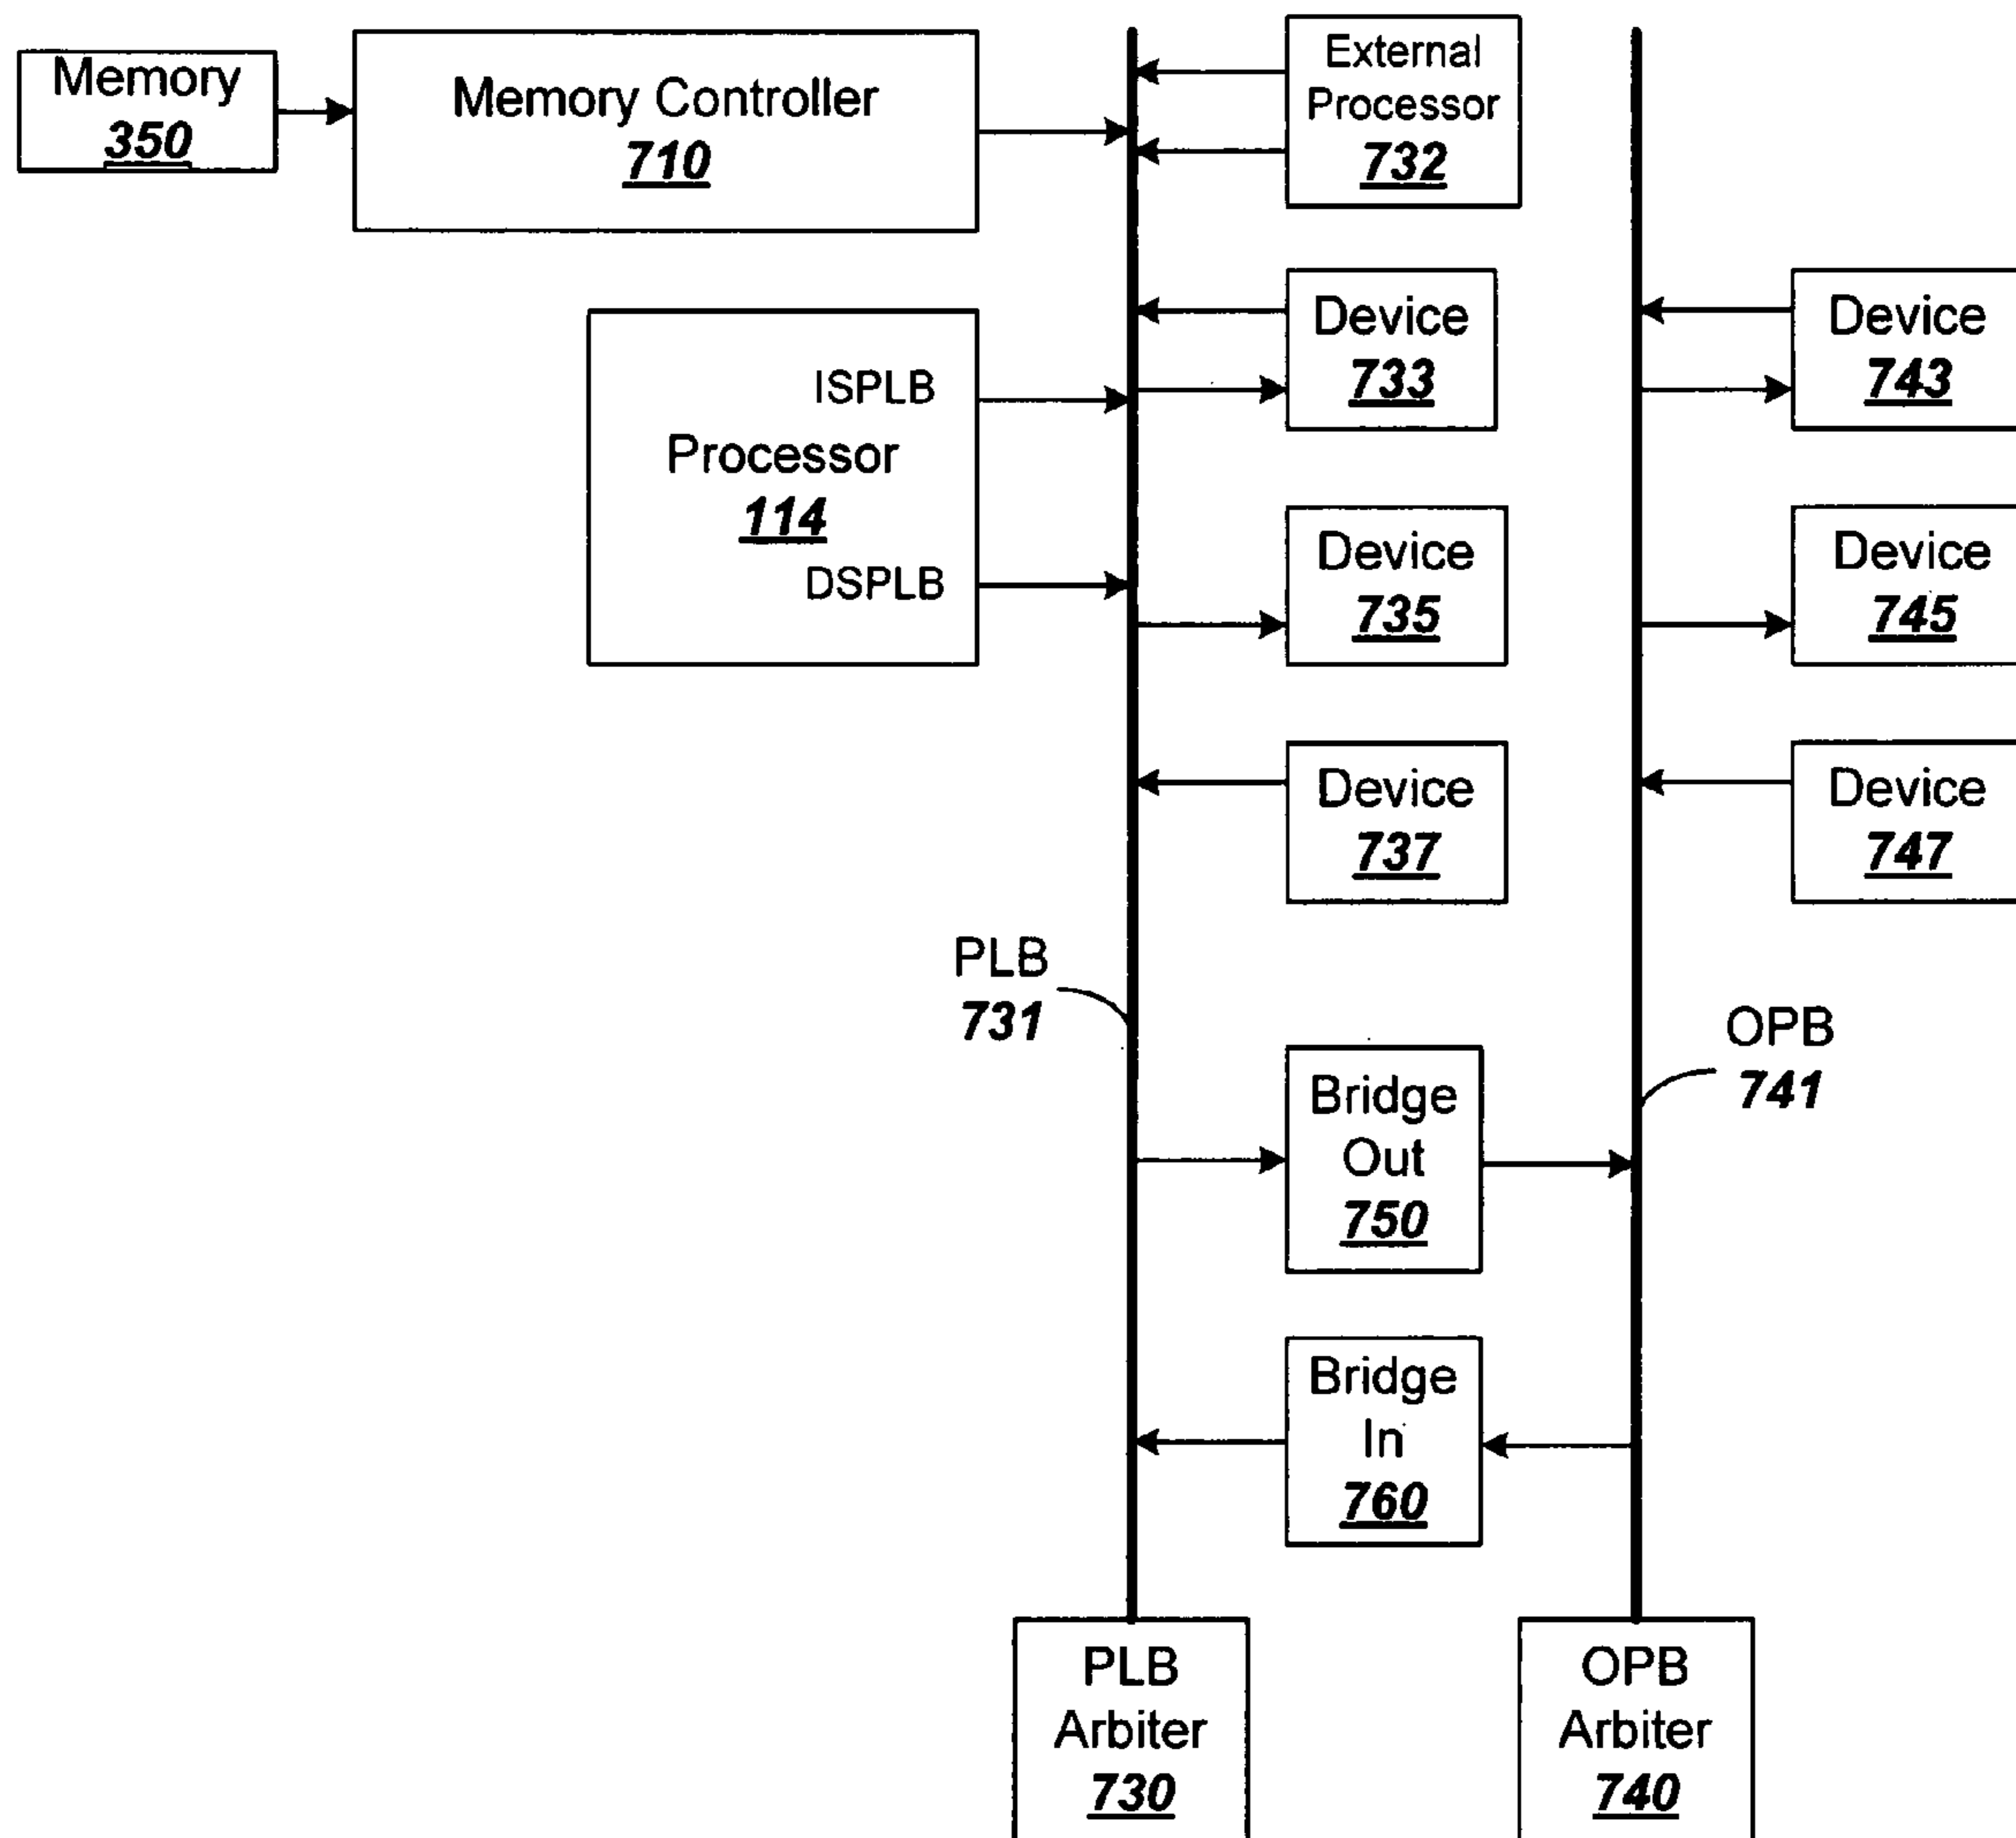 Memory
350
Memory Controller
710
External
Processor
732
ISPLB
Processor
114
DSPLB
Device
733
Device
743
Device
735
Device
745
Device
737
Device
747
PLB
731
OPB
741
Bridge
Out
750
Bridge
In
760
PLB
Arbiter
730
OPB
Arbiter
740